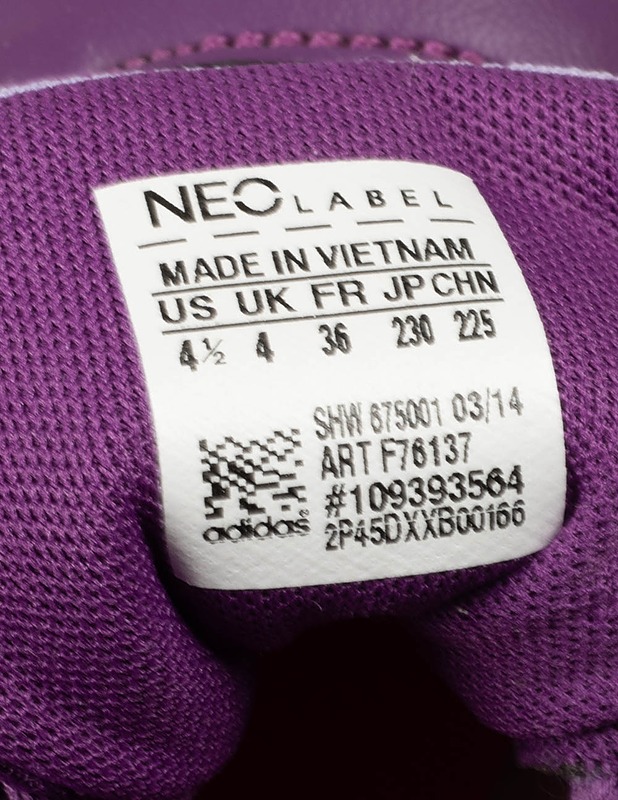 NEO LABEL
MADE IN VIETNAM
US UK FR JP CHN
4½ 4 36 230 225
SHW 675001 03/14
ART F76137
#109393564
adidas® 2P45DXXB00166